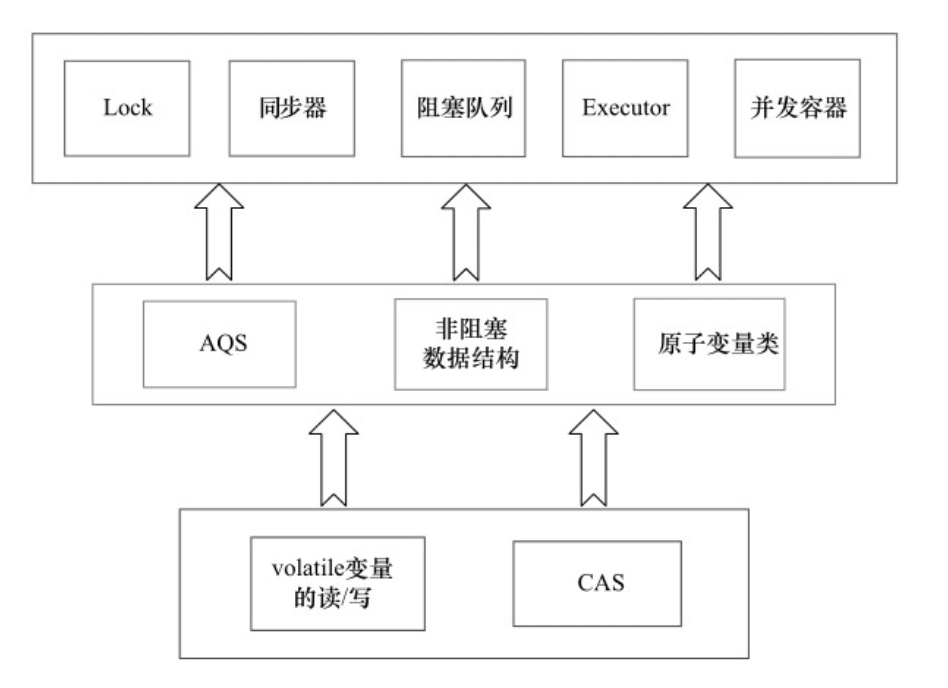 Lock
同步器
阻塞队列
Executor
并发容器
AQS
非阻塞
数据结构
原子变量类
volatile变量
的读/写
CAS